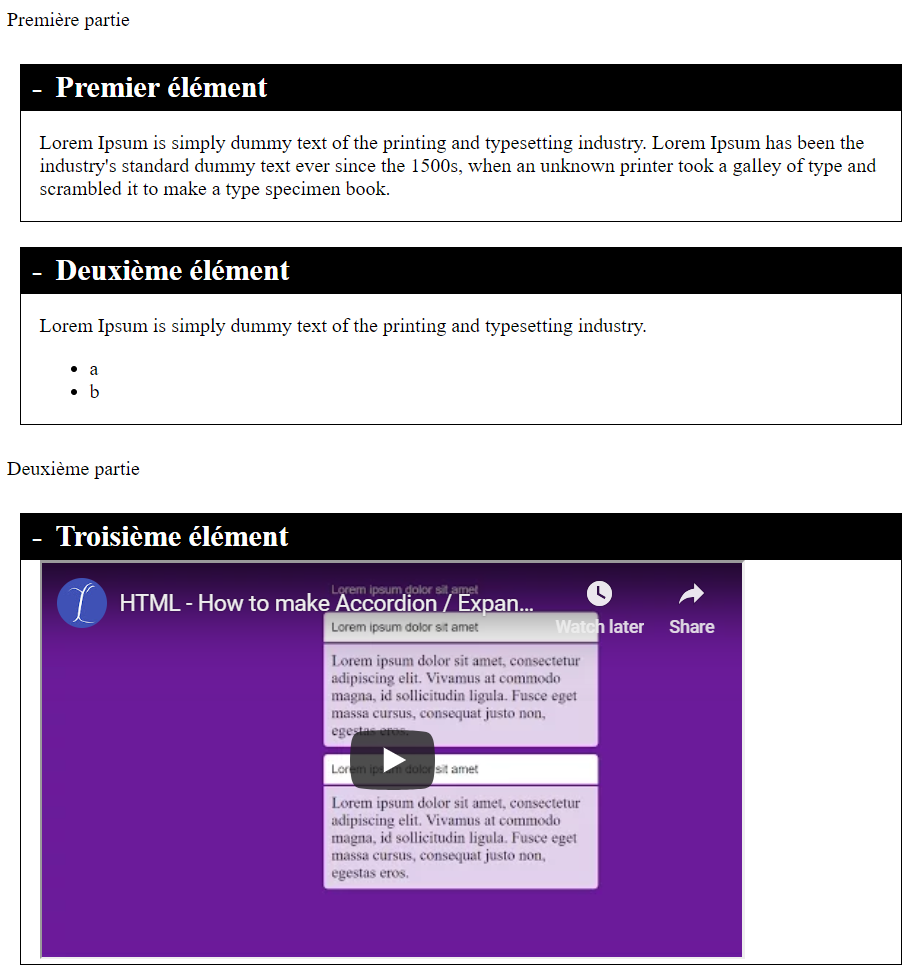 Première partie
- Premier élément
Lorem Ipsum is simply dummy text of the printing and typesetting industry. Lorem Ipsum has been the
industry's standard dummy text ever since the 1500s, when an unknown printer took a galley of type and
scrambled it to make a type specimen book.
- Deuxième élément
Lorem Ipsum is simply dummy text of the printing and typesetting industry.
• a
• b
Deuxième partie
- Troisième élément
Lorem ipsum dolor sit amet
HTML - How to make Accordion / Expan...
Watch later
Share
Lorem ipsum dolor sit amet
Lorem ipsum dolor sit amet, consectetur
adipiscing elit. Vivamus at commodo
magna, id sollicitudin ligula. Fusce eget
massa cursus, consequat justo non,
egestas eros.
Lorem ipsum dolor sit amet
Lorem ipsum dolor sit amet, consectetur
adipiscing elit. Vivamus at commodo
magna, id sollicitudin ligula. Fusce eget
massa cursus, consequat justo non,
egestas eros.